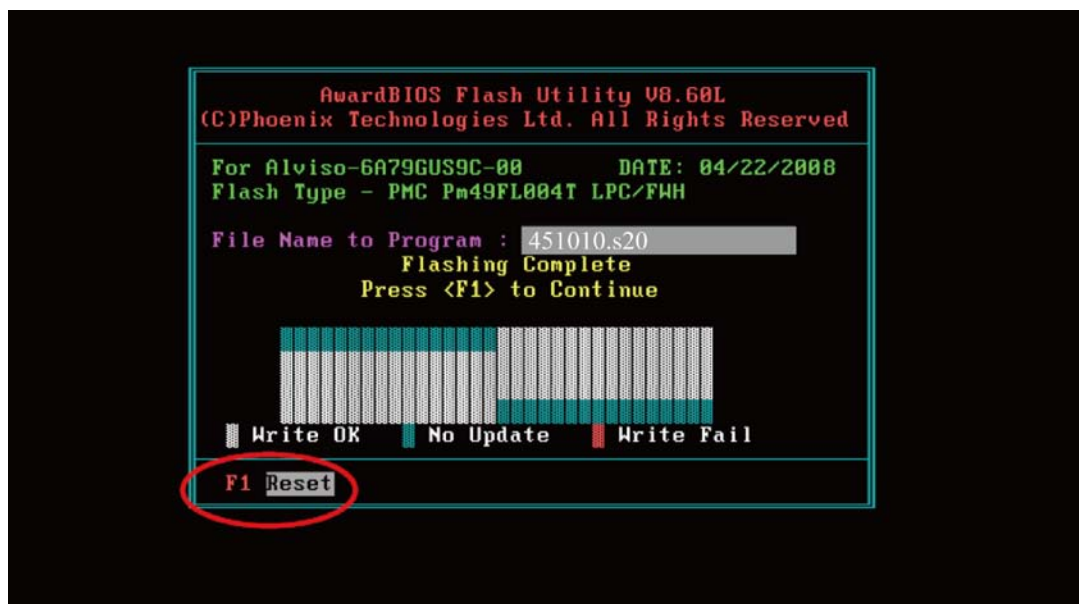 AwardBIOS Flash Utility V8.60L
(C)Phoenix Technologies Ltd. All Rights Reserved
For Alviso-6A79GUS9C-00 DATE: 04/22/2008
Flash Type - PMC Pm49FL004T LPC/FWH
File Name to Program : 451010.s20
Flashing Complete
Press <F1> to Continue
Write OK No Update Write Fail
F1 Reset